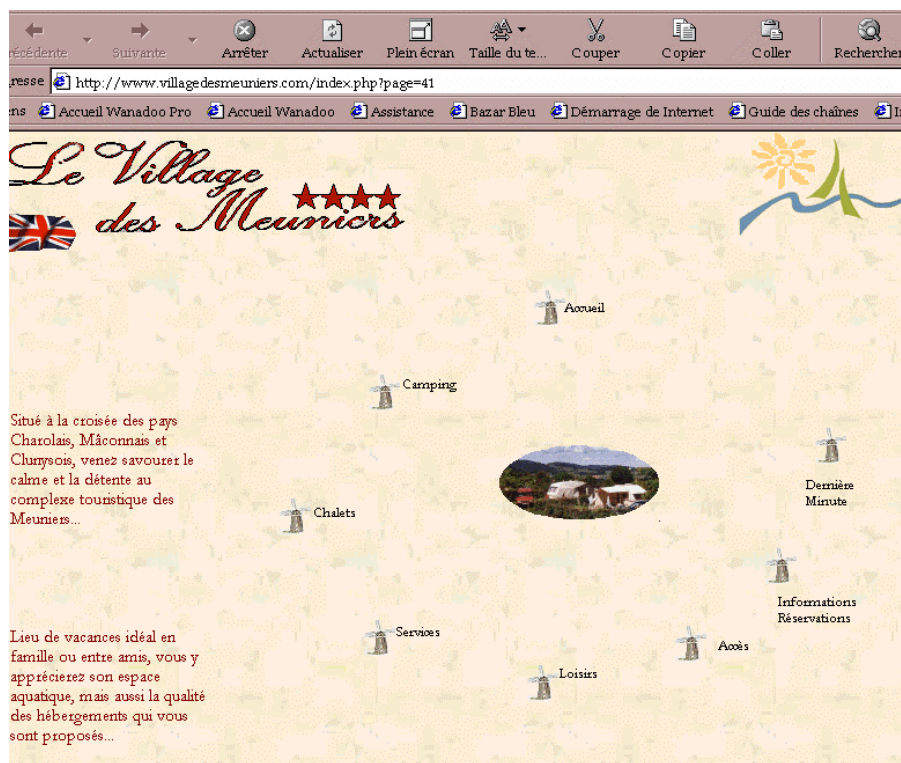 Suivante Arrêter Actualiser Plein écran Taille du te... Couper Copier Coller Rechercher
http://www.villagedesmeuniers.com/index.php?page=41
Accueil Wanadoo Pro Accueil Wanadoo Assistance Bazar Bleu Démarrage de Internet Guide des chaînes
Le Village
des Meuniers
Accueil
Camping
Situé à la croisée des pays
Charolais, Mâconnais et
Clunysois, venez savourer le
calme et la détente au
complexe touristique des
Meuniers...
Dernière
Minute
Chalets
Informations
Réservations
Services
Accès
Loisirs
Lieu de vacances idéal en
famille ou entre amis, vous y
apprécierez son espace
aquatique, mais aussi la qualité
des hébergements qui vous
sont proposés...